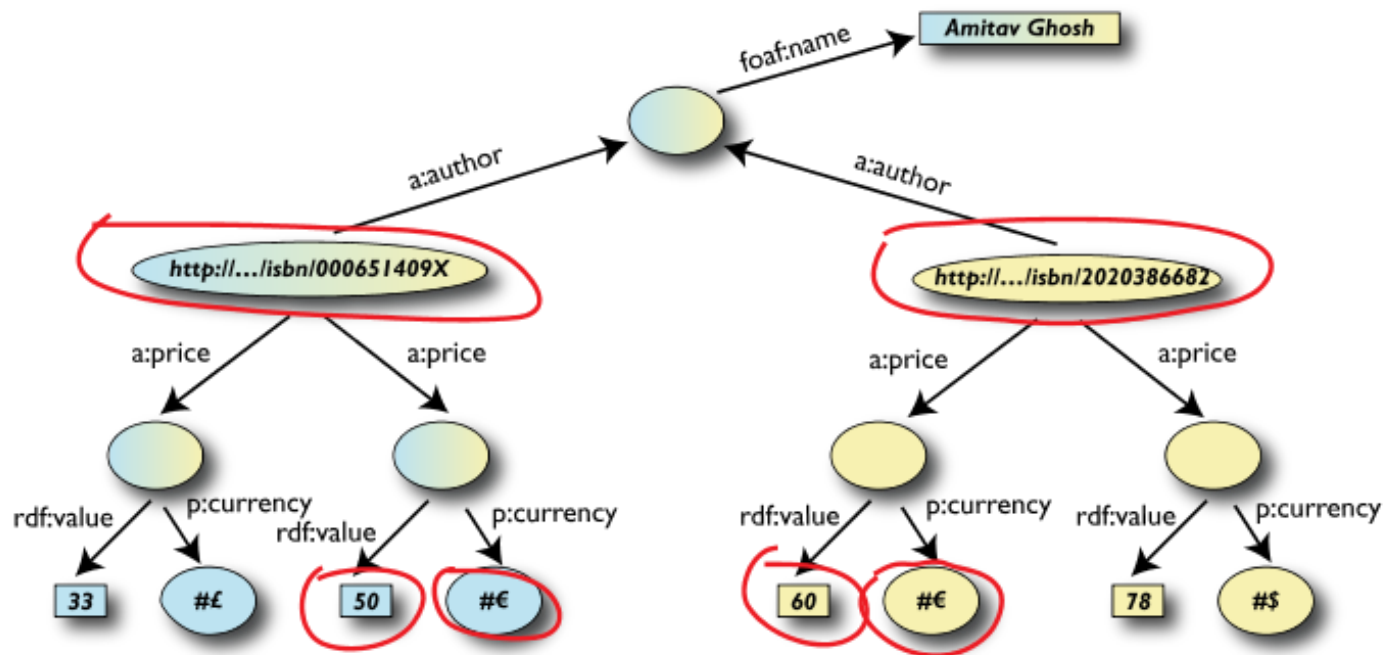 Amitav Ghosh
foaf:name
a:author
a:author
http://…/isbn/000651409X
http://…/isbn/2020386682
a:price
a:price
a:price
a:price
rdf:value
p:currency
rdf:value
p:currency
rdf:value
p:currency
rdf:value
p:currency
33
#£
50
#€
60
#€
78
#$